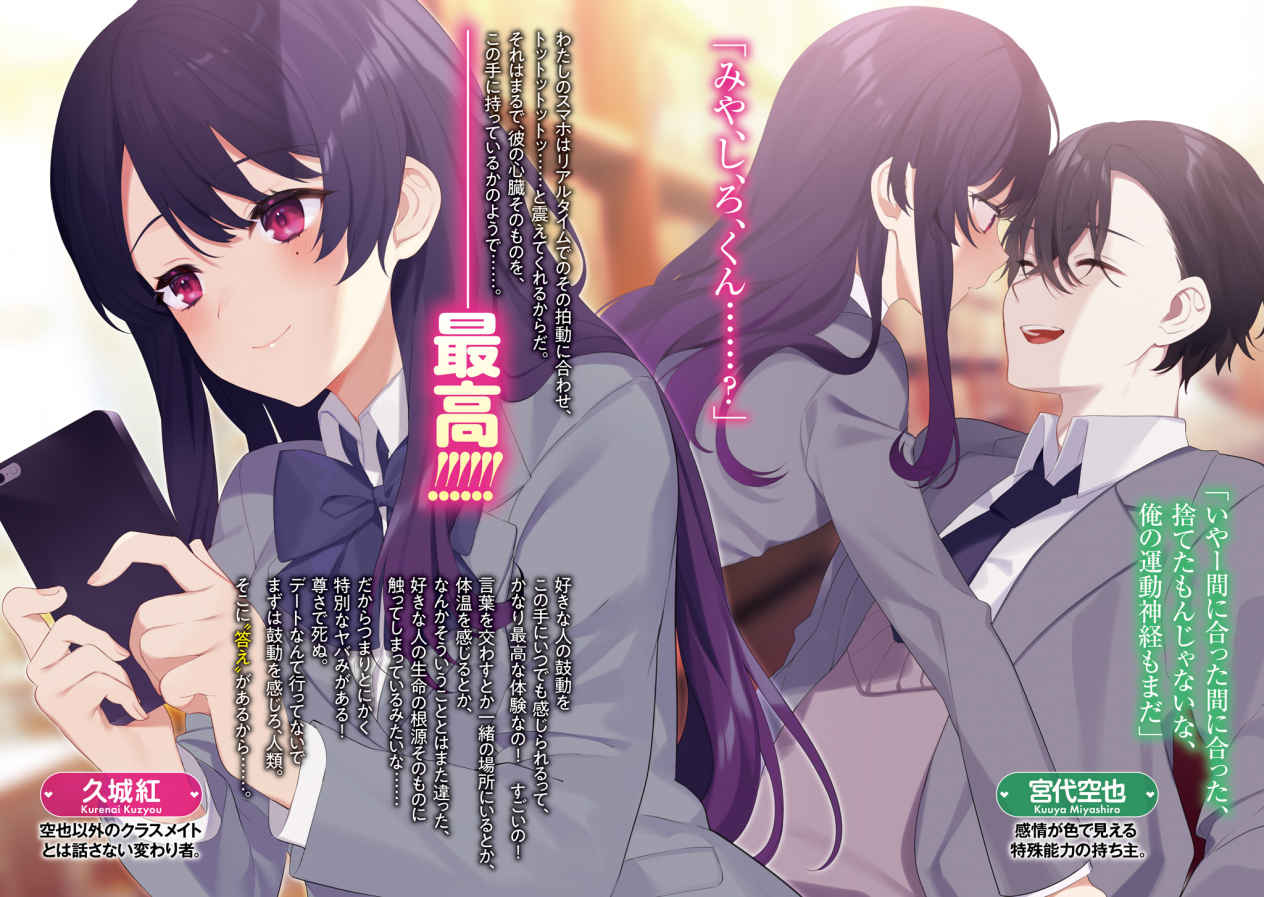 「みや、し、ろ、くん……？」
「いやー間に合った間に合った、
捨てたもんじゃないな、
俺の運動神経もまだ」
宮代空也
Kuuya Miyashiro
感情が色で見える
特殊能力の持ち主。
わたしのスマホはリアルタイムでのその拍動に合わせ、
トットットットッ……と震えてくれるからだ。
それはまるで、彼の心臓そのものを、
この手に持っているかのようで……。
――――最高!!!!!!
好きな人の鼓動を
この手にいつでも感じられるって、
かなり最高な体験なの！　すごいの！
言葉を交わすとか一緒の場所にいるとか、
体温を感じるとか、
なんかそういうこととはまた違った、
好きな人の生命の根源そのものに
触ってしまっているみたいな……
だからつまりとにかく
特別なヤバみがある！
尊さで死ぬ。
デートなんて行ってないで
まずは鼓動を感じろ、人類。
そこに〝答え〟があるから……。
久城紅
Kurenai Kuzyou
空也以外のクラスメイト
とは話さない変わり者。